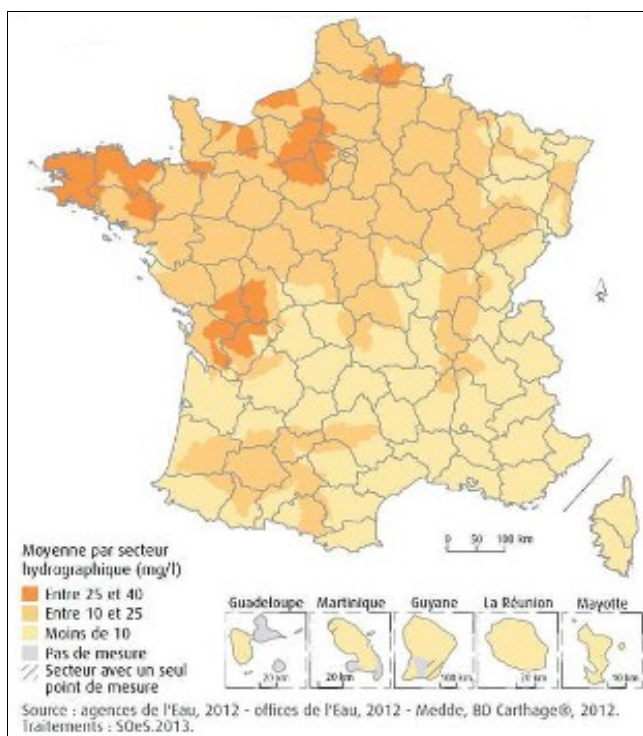 0 50 100 km
Moyenne par secteur
hydrographique (mg/l)
Entre 25 et 40
Entre 10 et 25
Moins de 10
Pas de mesure
Secteur avec un seul
point de mesure
Guadeloupe
20 km
Martinique
20 km
Guyane
100 km
La Réunion
20 km
Mayotte
10 km
Source : agences de l'Eau, 2012 - offices de l'Eau, 2012 - Medde, BD Carthage®, 2012.
Traitements : SOeS.2013.